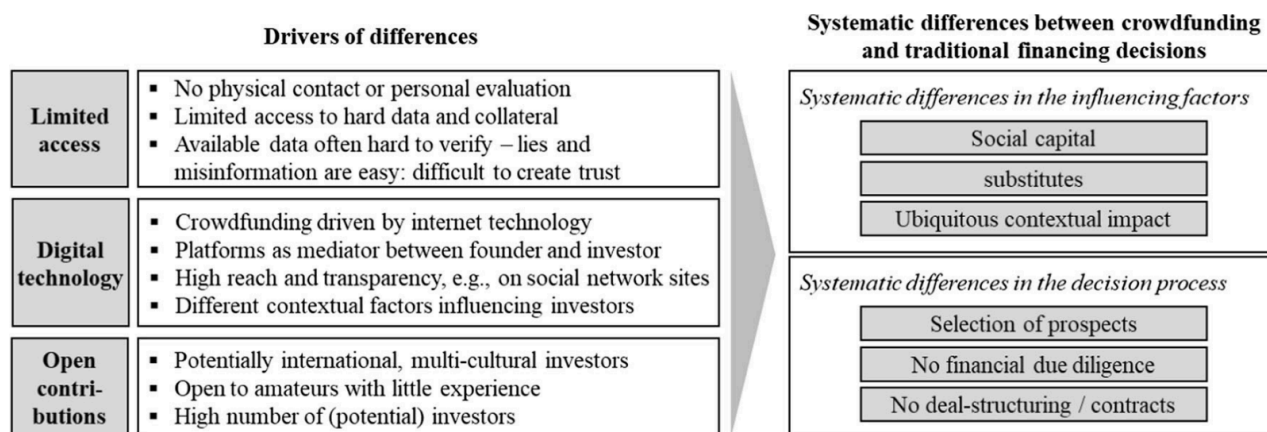 Drivers of differences
Limited
access
▪ No physical contact or personal evaluation
▪ Limited access to hard data and collateral
▪ Available data often hard to verify – lies and
misinformation are easy: difficult to create trust
Digital
technology
▪ Crowdfunding driven by internet technology
▪ Platforms as mediator between founder and investor
▪ High reach and transparency, e.g., on social network sites
▪ Different contextual factors influencing investors
Open
contri-
butions
▪ Potentially international, multi-cultural investors
▪ Open to amateurs with little experience
▪ High number of (potential) investors
Systematic differences between crowdfunding
and traditional financing decisions
Systematic differences in the influencing factors
Social capital
substitutes
Ubiquitous contextual impact
Systematic differences in the decision process
Selection of prospects
No financial due diligence
No deal-structuring / contracts